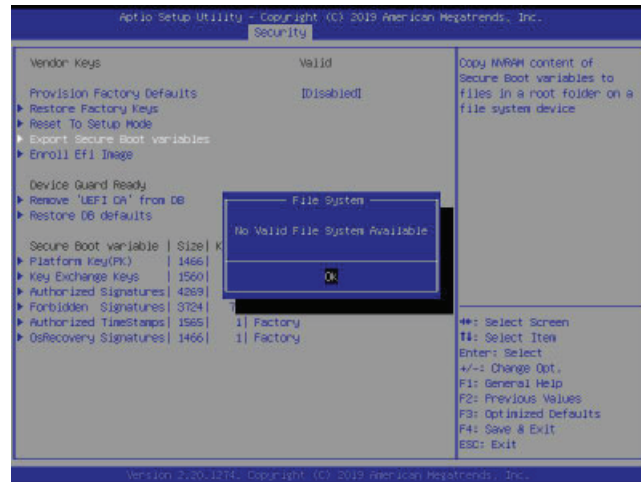 Aptio Setup Utility - Copyright (C) 2019 American Megatrends, Inc.
Security
Vendor Keys Valid
Provision Factory Defaults [Disabled]
Restore Factory Keys
Reset To Setup Mode
Export Secure Boot variables
Enroll Efi Image
Device Guard Ready
Remove 'UEFI CA' from DB
Restore DB defaults
Secure Boot variable | Size| K
Platform Key(PK) | 1466|
Key Exchange Keys | 1560|
Authorized Signatures| 4269|
Forbidden Signatures| 3724| 7
Authorized TimeStamps| 1565| 1| Factory
OsRecovery Signatures| 1466| 1| Factory
File System
No Valid File System Available
OK
Copy NVRAM content of
Secure Boot variables to
files in a root folder on a
file system device
: Select Screen
↑↓: Select Item
Enter: Select
+/-: Change Opt.
F1: General Help
F2: Previous Values
F3: Optimized Defaults
F4: Save & Exit
ESC: Exit
Version 2.20.1274. Copyright (C) 2019 American Megatrends, Inc.